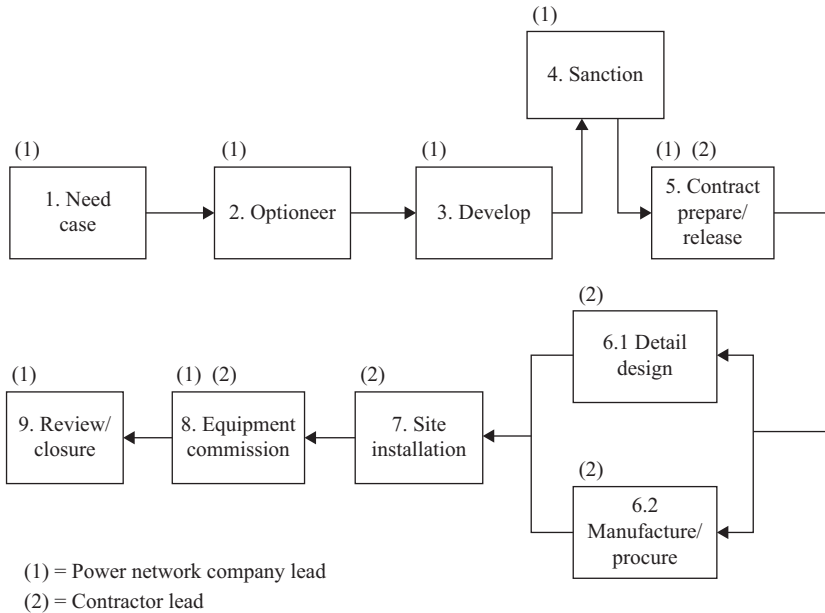 (1)
4. Sanction
(1)
1. Need
case
(1)
2. Optioneer
(1)
3. Develop
(1) (2)
5. Contract
prepare/
release
(2)
6.1 Detail
design
(1)
9. Review/
closure
(1) (2)
8. Equipment
commission
(2)
7. Site
installation
(2)
6.2
Manufacture/
procure
(1) = Power network company lead
(2) = Contractor lead